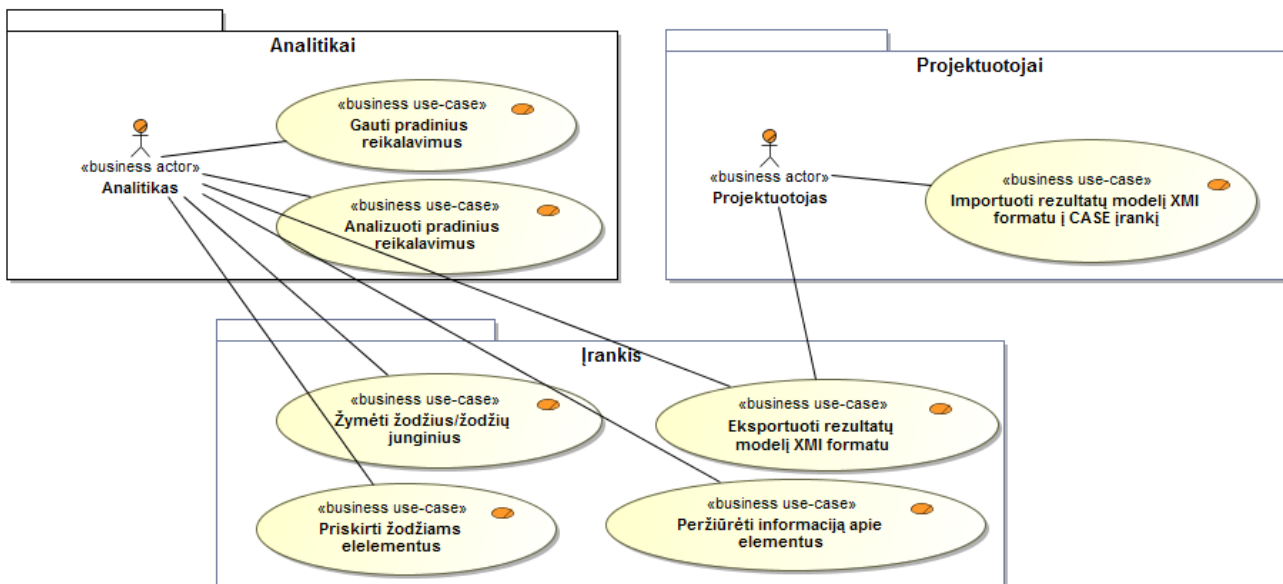 Analitikai
«business use-case»
Gauti pradinius
reikalavimus
«business actor»
Analitikas
«business use-case»
Analizuoti pradinius
reikalavimus
Projektuotojai
«business actor»
Projektuotojas
«business use-case»
Importuoti rezultatų modelį XMI
formatu į CASE įrankį
Įrankis
«business use-case»
Žymėti žodžius/žodžių
junginius
«business use-case»
Eksportuoti rezultatų
modelį XMI formatu
«business use-case»
Priskirti žodžiams
elelementus
«business use-case»
Peržiūrėti informaciją apie
elementus